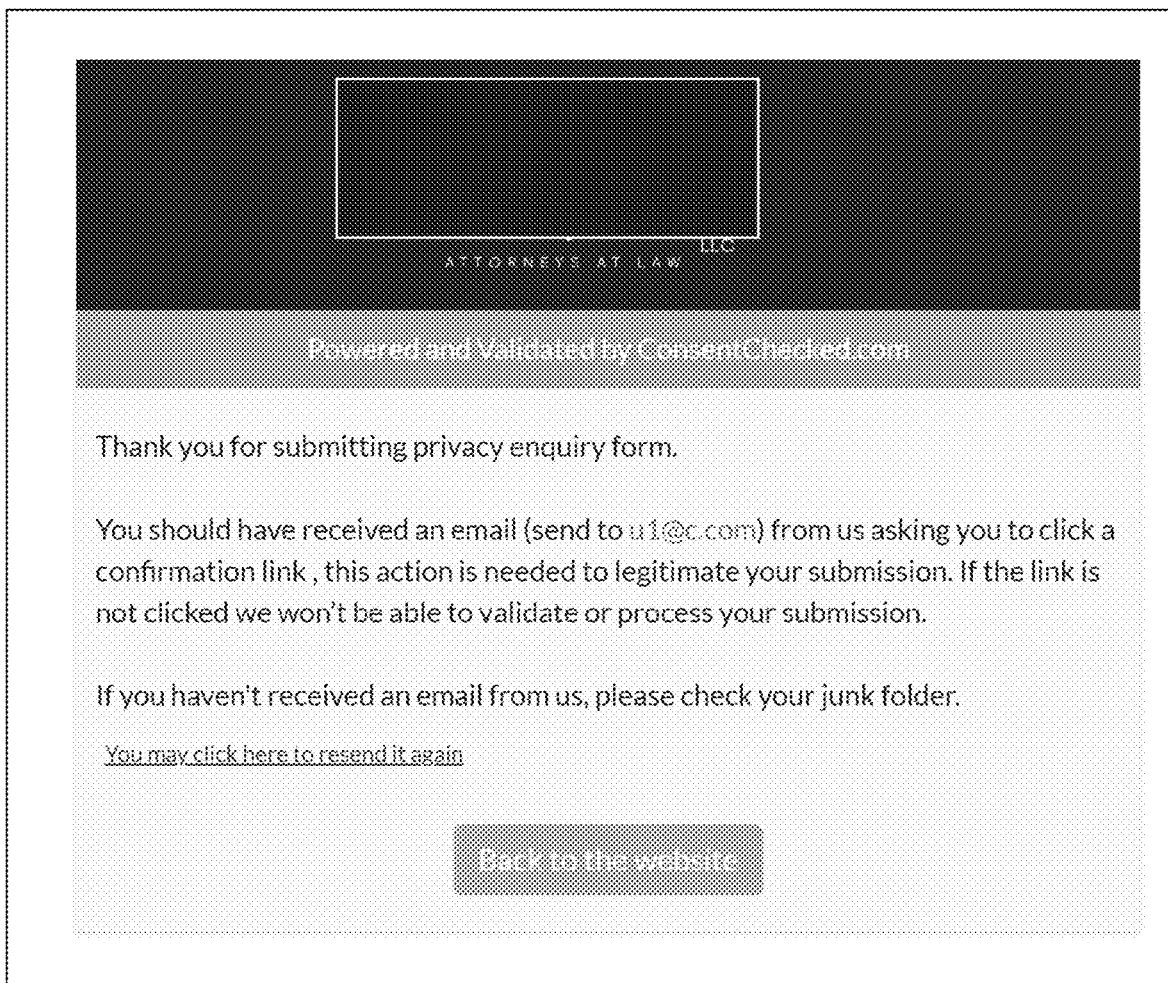 LLC
ATTORNEYS AT LAW
Powered and Validated by ConsentChecked.com
Thank you for submitting privacy enquiry form.
You should have received an email (send to u1@c.com) from us asking you to click a
confirmation link , this action is needed to legitimate your submission. If the link is
not clicked we won't be able to validate or process your submission.
If you haven't received an email from us, please check your junk folder.
You may click here to resend it again
Back to the website